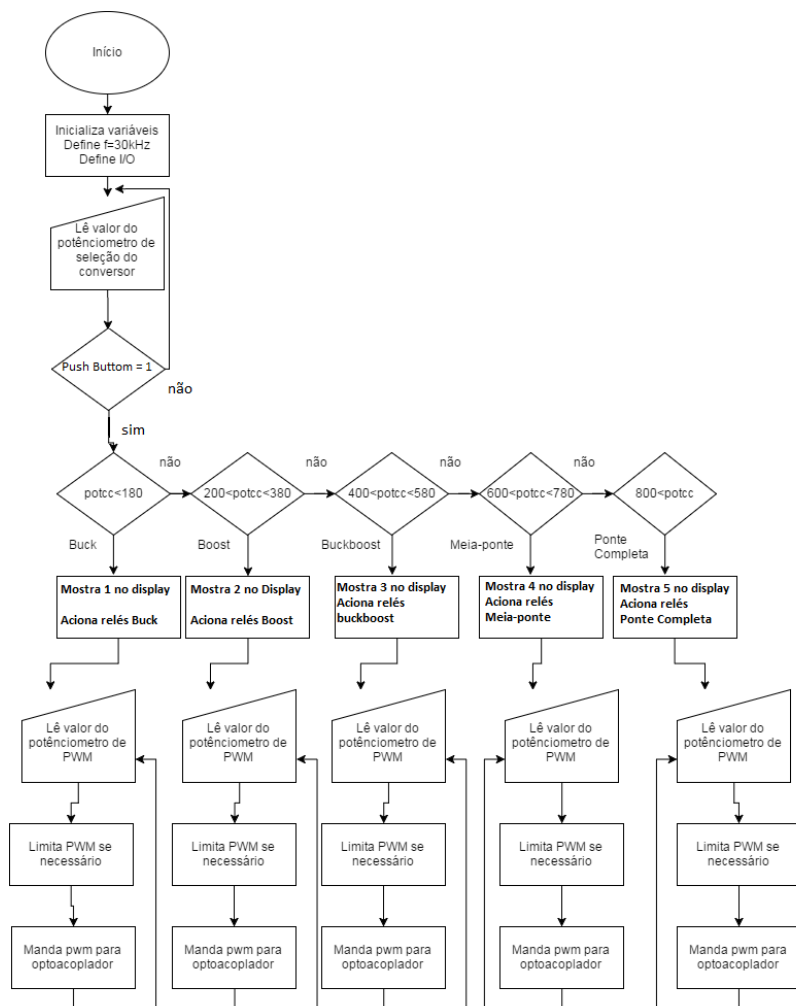 Início
Inicializa variáveis
Define f=30kHz
Define I/O
Lê valor do
potênciometro de
seleção do
conversor
Push Buttom = 1
não
sim
não
não
não
não
potcc<180
200<potcc<380
400<potcc<580
600<potcc<780
800<potcc
Buck
Boost
Buckboost
Meia-ponte
Ponte
Completa
Mostra 1 no display
Aciona relés Buck
Mostra 2 no Display
Aciona relés Boost
Mostra 3 no display
Aciona relés
buckboost
Mostra 4 no display
Aciona relés
Meia-ponte
Mostra 5 no display
Aciona relés
Ponte Completa
Lê valor do
potênciometro de
PWM
Lê valor do
potênciometro de
PWM
Lê valor do
potênciometro de
PWM
Lê valor do
potênciometro de
PWM
Lê valor do
potênciometro de
PWM
Limita PWM se
necessário
Limita PWM se
necessário
Limita PWM se
necessário
Limita PWM se
necessário
Limita PWM se
necessário
Manda pwm para
optoacoplador
Manda pwm para
optoacoplador
Manda pwm para
optoacoplador
Manda pwm para
optoacoplador
Manda pwm para
optoacoplador